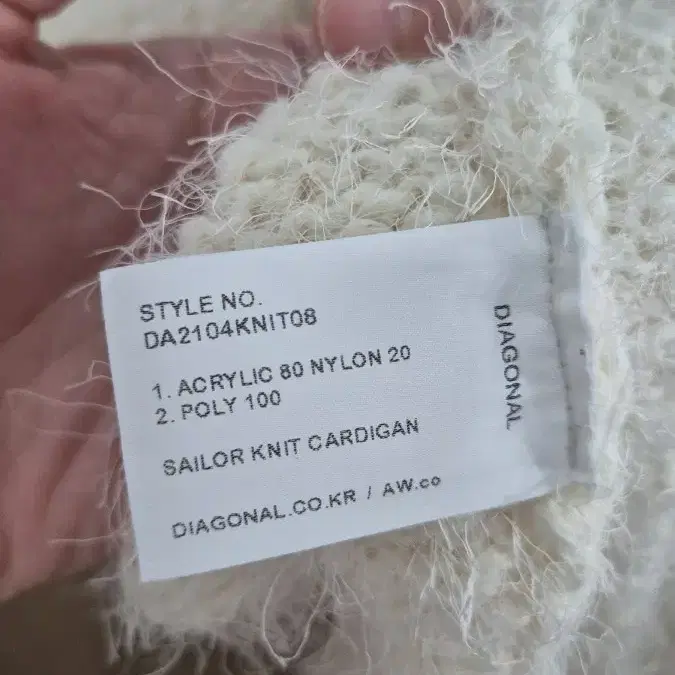 STYLE NO.
DA2104KNIT08
1. ACRYLIC 80 NYLON 20
2. POLY 100
SAILOR KNIT CARDIGAN
DIAGONAL.CO.KR / AW.co
DIAGONAL